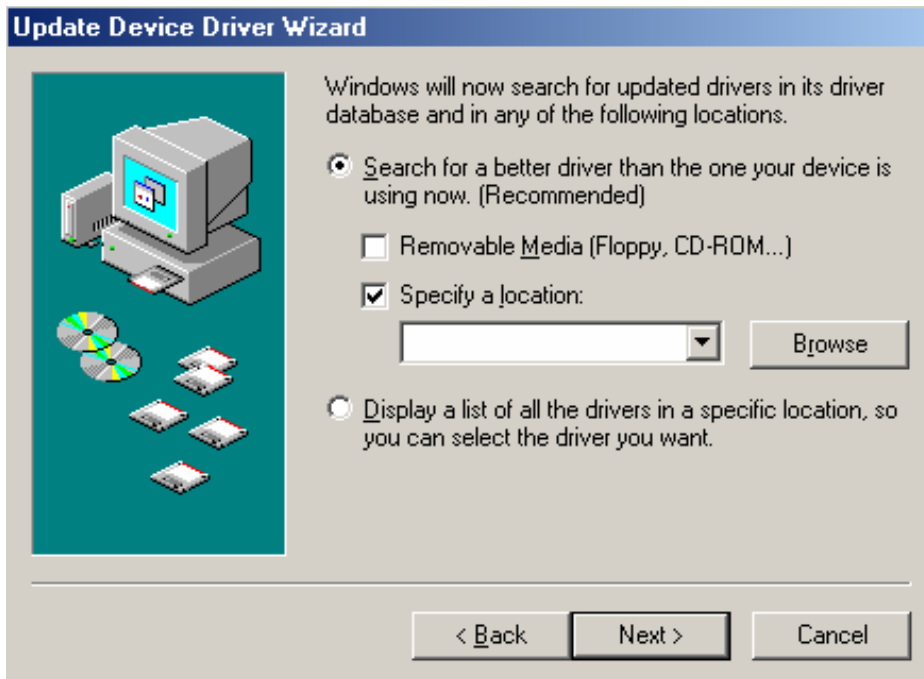 Update Device Driver Wizard
Windows will now search for updated drivers in its driver
database and in any of the following locations.
Search for a better driver than the one your device is
using now. (Recommended)
Removable Media (Floppy, CD-ROM...)
Specify a location:
Browse
Display a list of all the drivers in a specific location, so
you can select the driver you want.
< Back
Next >
Cancel